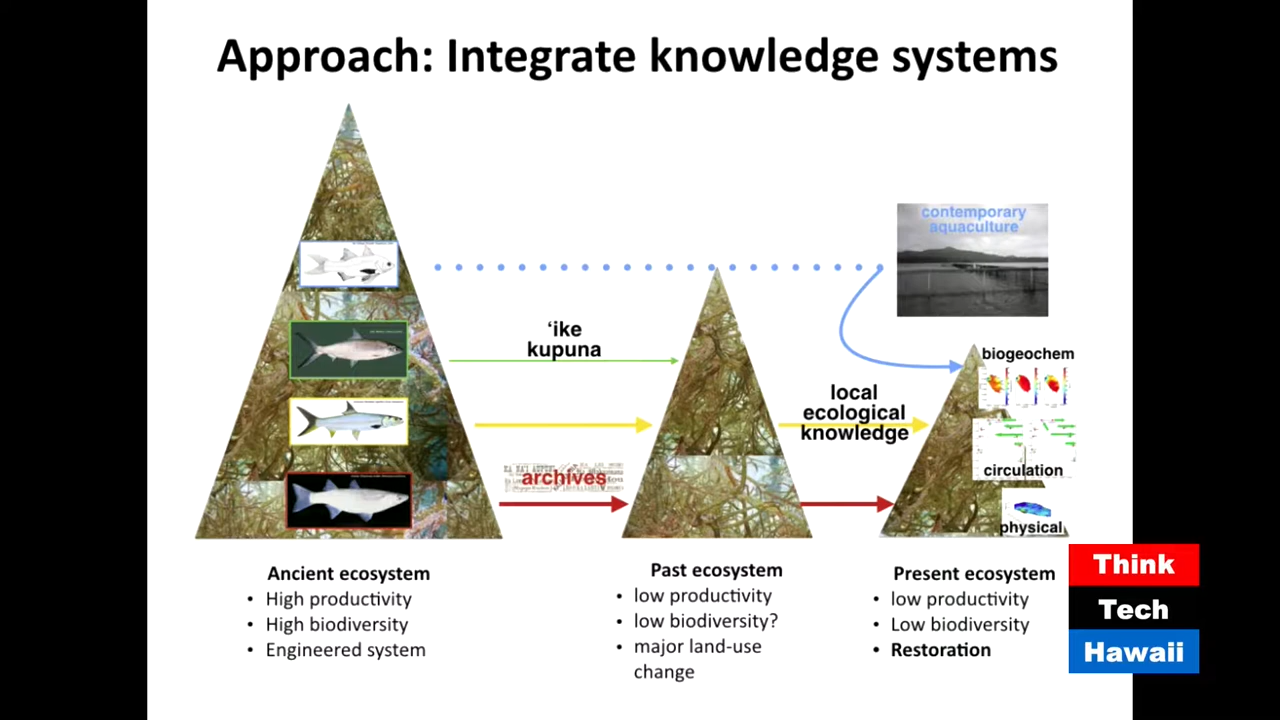 Approach: Integrate knowledge systems
contemporary
aquaculture
ʻike
kupuna
biogeochem
local
ecological
knowledge
circulation
archives
physical
Ancient ecosystem
• High productivity
• High biodiversity
• Engineered system
Past ecosystem
• low productivity
• low biodiversity?
• major land-use
change
Present ecosystem
• low productivity
• Low biodiversity
• Restoration
Think
Tech
Hawaii